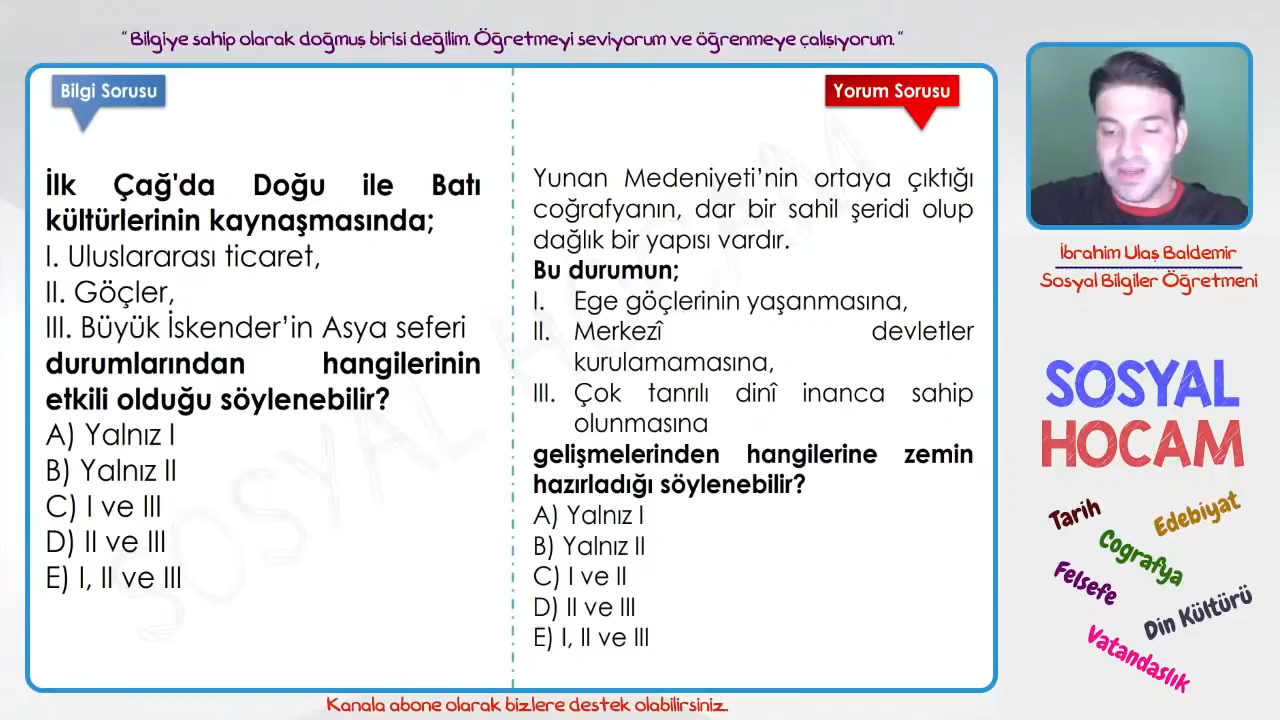 “Bilgiye sahip olarak doğmuş birisi değilim. Öğretmeyi seviyorum ve öğrenmeye çalışıyorum.“
Bilgi Sorusu
İlk Çağ'da Doğu ile Batı
kültürlerinin kaynaşmasında;
I. Uluslararası ticaret,
II. Göçler,
III. Büyük İskender’in Asya seferi
durumlarından hangilerinin
etkili olduğu söylenebilir?
A) Yalnız I
B) Yalnız II
C) I ve III
D) II ve III
E) I, II ve III
Yorum Sorusu
Yunan Medeniyeti’nin ortaya çıktığı
coğrafyanın, dar bir sahil şeridi olup
dağlık bir yapısı vardır.
Bu durumun;
I. Ege göçlerinin yaşanmasına,
II. Merkezî devletler
kurulamamasına,
III. Çok tanrılı dinî inanca sahip
olunmasına
gelişmelerinden hangilerine zemin
hazırladığı söylenebilir?
A) Yalnız I
B) Yalnız II
C) I ve II
D) II ve III
E) I, II ve III
İbrahim Ulaş Baldemir
Sosyal Bilgiler Öğretmeni
SOSYAL
HOCAM
Tarih
Edebiyat
Coğrafya
Felsefe
Din Kültürü
Vatandaslık
Kanala abone olarak bizlere destek olabilirsiniz.
SOSYAL HOCAM